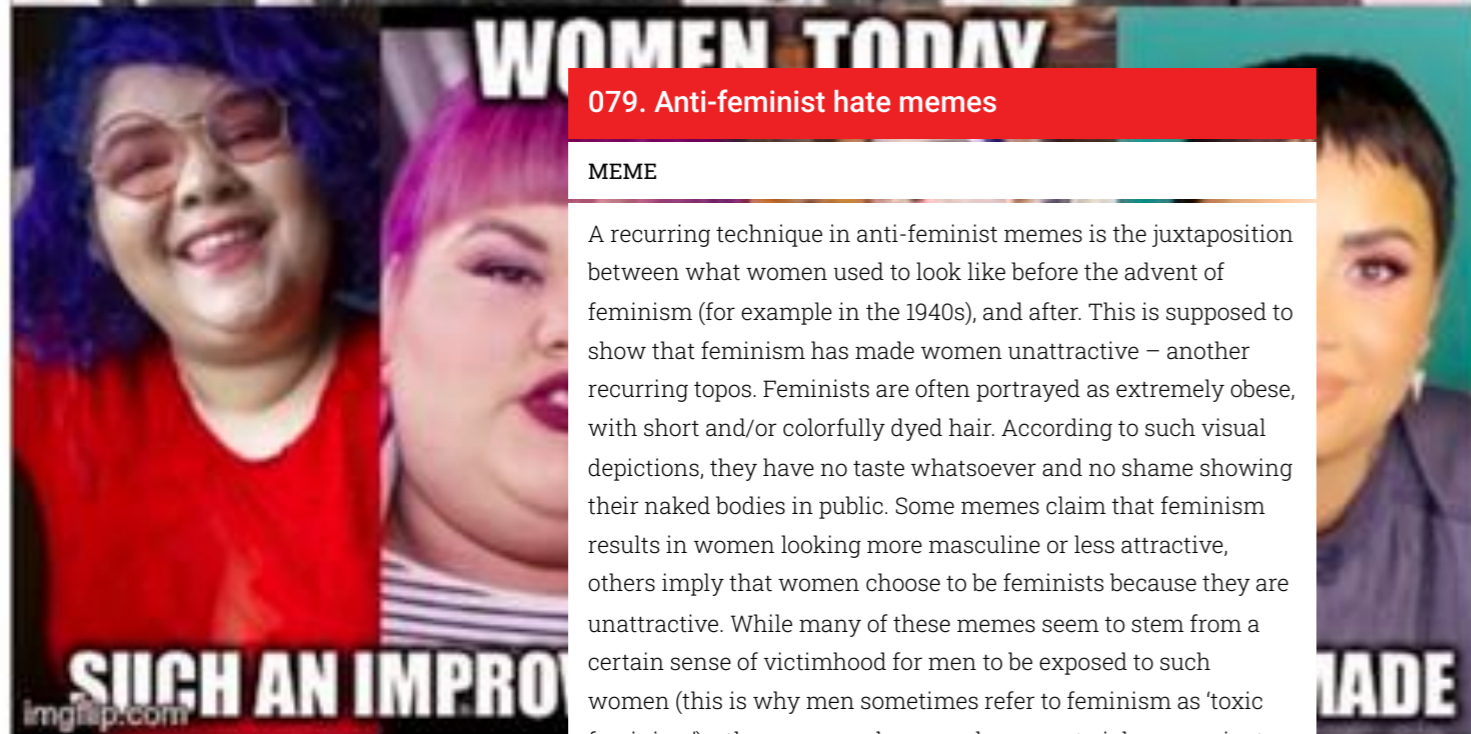 WOMEN TODAY
079. Anti-feminist hate memes
MEME
A recurring technique in anti-feminist memes is the juxtaposition
between what women used to look like before the advent of
feminism (for example in the 1940s), and after. This is supposed to
show that feminism has made women unattractive – another
recurring topos. Feminists are often portrayed as extremely obese,
with short and/or colorfully dyed hair. According to such visual
depictions, they have no taste whatsoever and no shame showing
their naked bodies in public. Some memes claim that feminism
results in women looking more masculine or less attractive,
others imply that women choose to be feminists because they are
unattractive. While many of these memes seem to stem from a
certain sense of victimhood for men to be exposed to such
women (this is why men sometimes refer to feminism as ‘toxic
SUCH AN IMPRO
MADE
imgflip.com